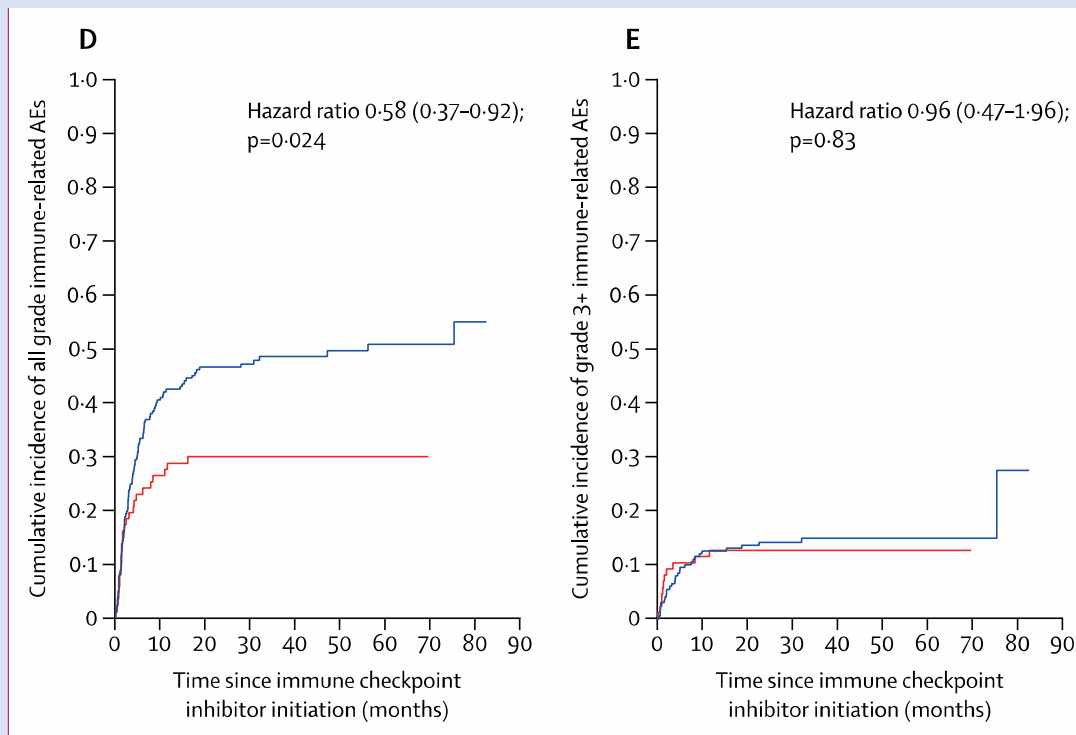 D
Cumulative incidence of all grade immune-related AEs
1·0
0·9
0·8
0·7
0·6
0·5
0·4
0·3
0·2
0·1
0
Hazard ratio 0·58 (0·37–0·92);
p=0·024
0 10 20 30 40 50 60 70 80 90
Time since immune checkpoint
inhibitor initiation (months)
E
Cumulative incidence of grade 3+ immune-related AEs
1·0
0·9
0·8
0·7
0·6
0·5
0·4
0·3
0·2
0·1
0
Hazard ratio 0·96 (0·47–1·96);
p=0·83
0 10 20 30 40 50 60 70 80 90
Time since immune checkpoint
inhibitor initiation (months)